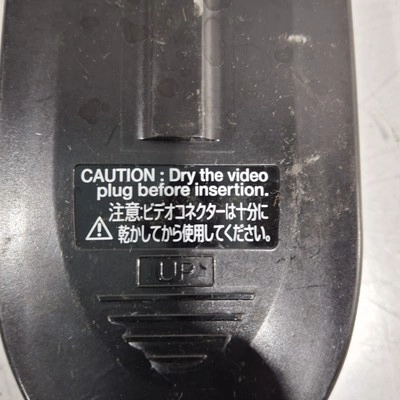 CAUTION : Dry the video
plug before insertion.
注意:ビデオコネクターは十分に
乾かしてから使用してください。
UP